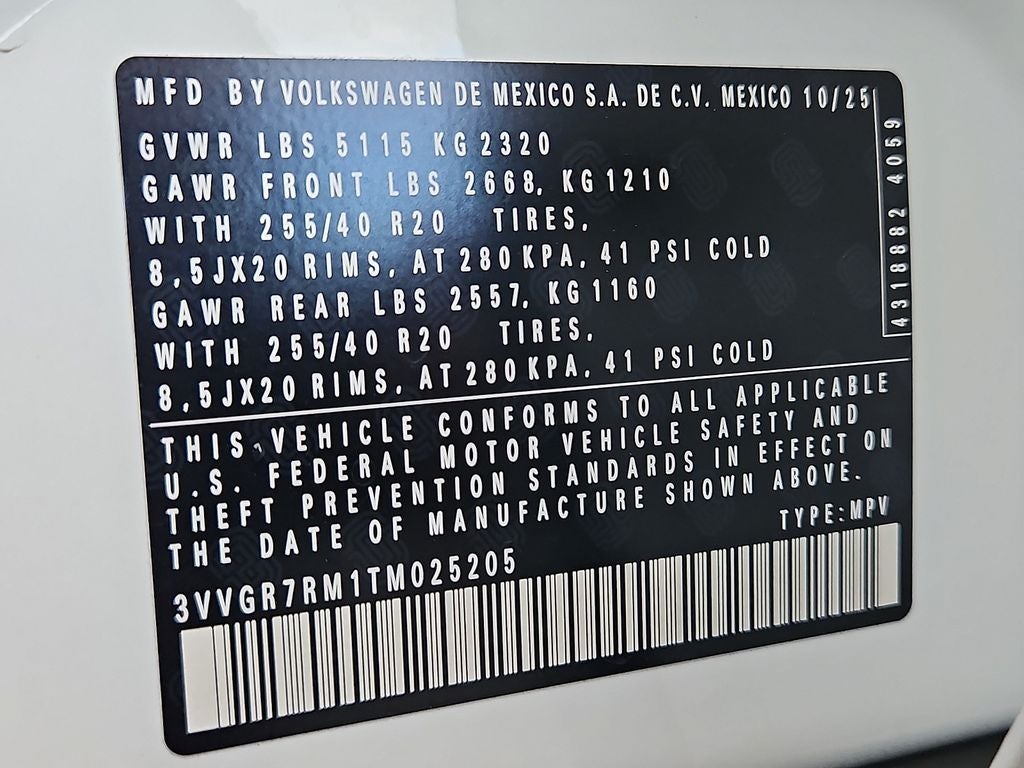 MFD BY VOLKSWAGEN DE MEXICO S.A. DE C.V. MEXICO 10/25
GVWR LBS 5115 KG 2320
GAWR FRONT LBS 2668, KG 1210
WITH 255/40 R20 TIRES,
8,5JX20 RIMS, AT 280 KPA, 41 PSI COLD
GAWR REAR LBS 2557, KG 1160
WITH 255/40 R20 TIRES,
8,5JX20 RIMS, AT 280 KPA, 41 PSI COLD
4318882 4059
THIS VEHICLE CONFORMS TO ALL APPLICABLE
U.S. FEDERAL MOTOR VEHICLE SAFETY AND
THEFT PREVENTION STANDARDS IN EFFECT ON
THE DATE OF MANUFACTURE SHOWN ABOVE.
TYPE:MPV
3VVGR7RM1TM025205